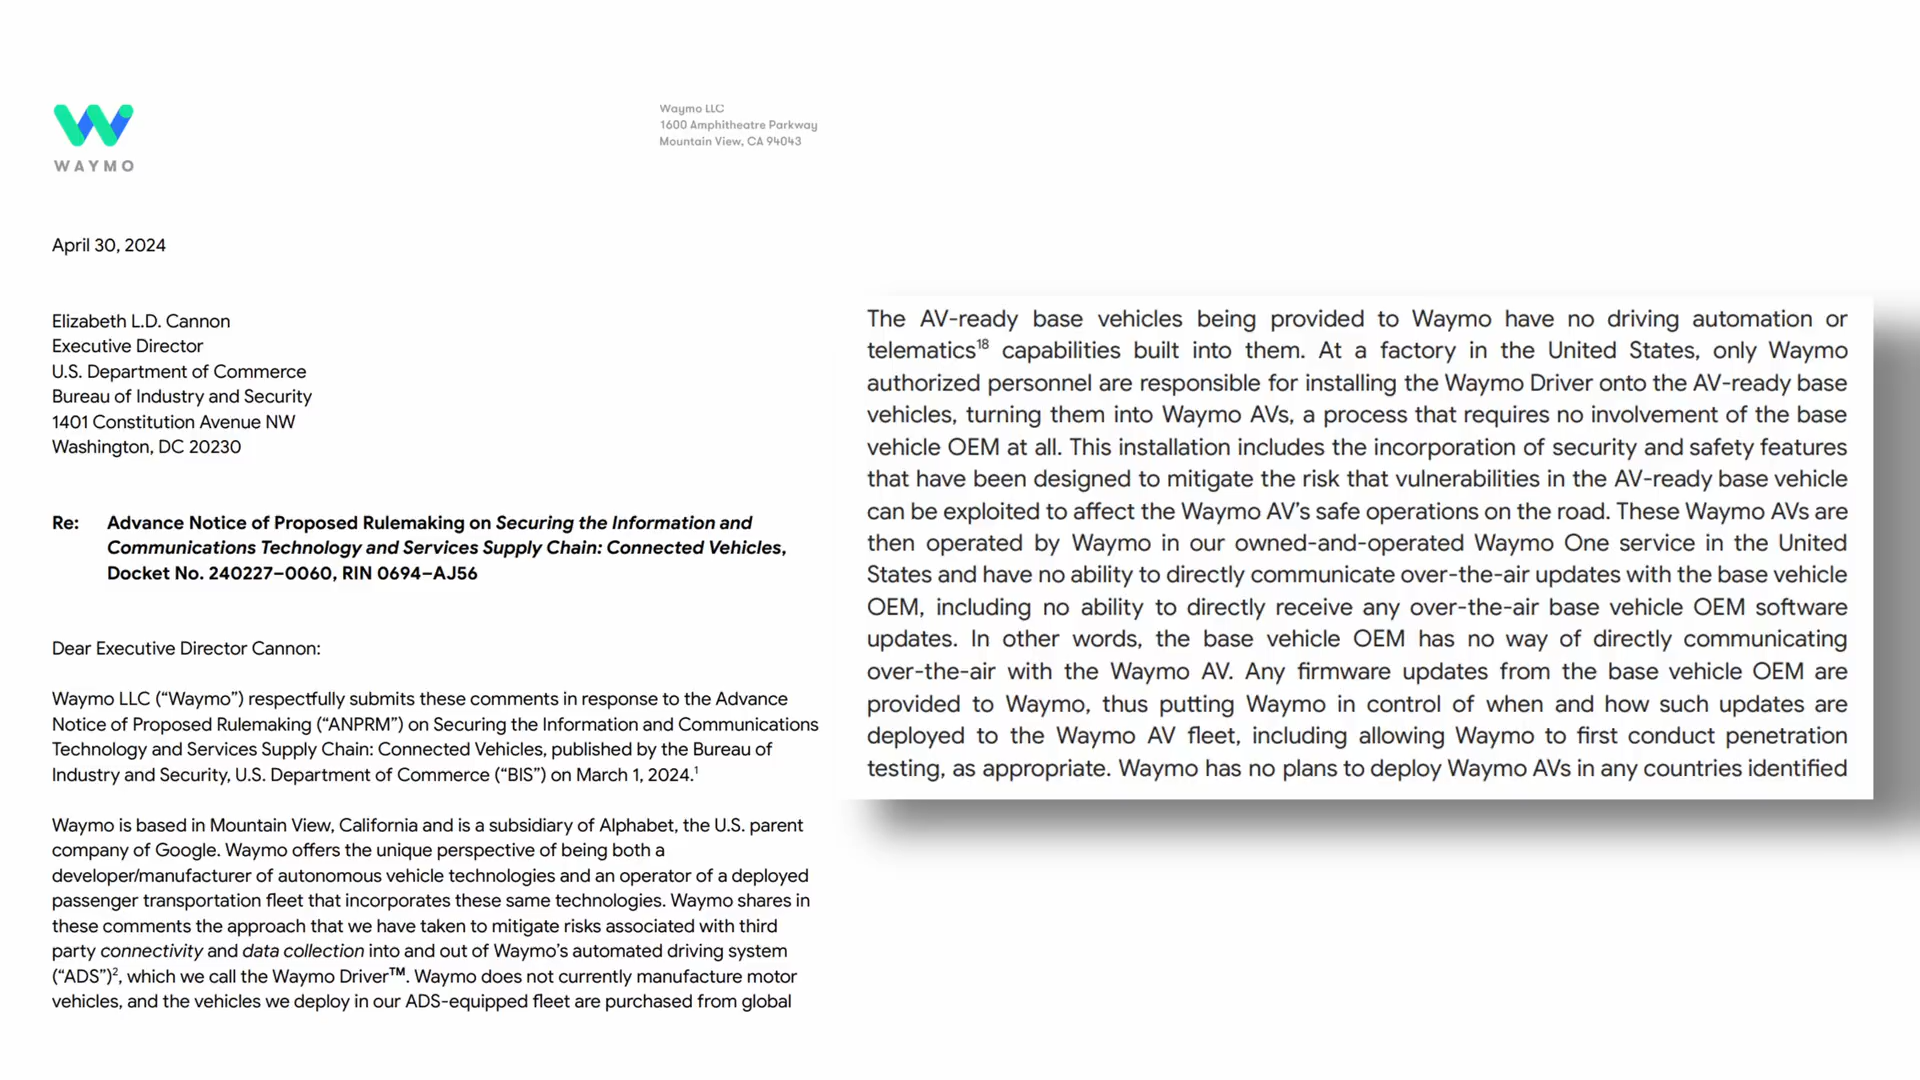 WAYMO
Waymo LLC
1600 Amphitheatre Parkway
Mountain View, CA 94043
April 30, 2024
Elizabeth L.D. Cannon
Executive Director
U.S. Department of Commerce
Bureau of Industry and Security
1401 Constitution Avenue NW
Washington, DC 20230
Re: Advance Notice of Proposed Rulemaking on Securing the Information and
Communications Technology and Services Supply Chain: Connected Vehicles,
Docket No. 240227–0060, RIN 0694–AJ56
Dear Executive Director Cannon:
Waymo LLC (“Waymo”) respectfully submits these comments in response to the Advance
Notice of Proposed Rulemaking (“ANPRM”) on Securing the Information and Communications
Technology and Services Supply Chain: Connected Vehicles, published by the Bureau of
Industry and Security, U.S. Department of Commerce (“BIS”) on March 1, 2024.¹
Waymo is based in Mountain View, California and is a subsidiary of Alphabet, the U.S. parent
company of Google. Waymo offers the unique perspective of being both a
developer/manufacturer of autonomous vehicle technologies and an operator of a deployed
passenger transportation fleet that incorporates these same technologies. Waymo shares in
these comments the approach that we have taken to mitigate risks associated with third
party connectivity and data collection into and out of Waymo’s automated driving system
(“ADS”)², which we call the Waymo Driver™. Waymo does not currently manufacture motor
vehicles, and the vehicles we deploy in our ADS-equipped fleet are purchased from global
The AV-ready base vehicles being provided to Waymo have no driving automation or
telematics¹⁸ capabilities built into them. At a factory in the United States, only Waymo
authorized personnel are responsible for installing the Waymo Driver onto the AV-ready base
vehicles, turning them into Waymo AVs, a process that requires no involvement of the base
vehicle OEM at all. This installation includes the incorporation of security and safety features
that have been designed to mitigate the risk that vulnerabilities in the AV-ready base vehicle
can be exploited to affect the Waymo AV’s safe operations on the road. These Waymo AVs are
then operated by Waymo in our owned-and-operated Waymo One service in the United
States and have no ability to directly communicate over-the-air updates with the base vehicle
OEM, including no ability to directly receive any over-the-air base vehicle OEM software
updates. In other words, the base vehicle OEM has no way of directly communicating
over-the-air with the Waymo AV. Any firmware updates from the base vehicle OEM are
provided to Waymo, thus putting Waymo in control of when and how such updates are
deployed to the Waymo AV fleet, including allowing Waymo to first conduct penetration
testing, as appropriate. Waymo has no plans to deploy Waymo AVs in any countries identified